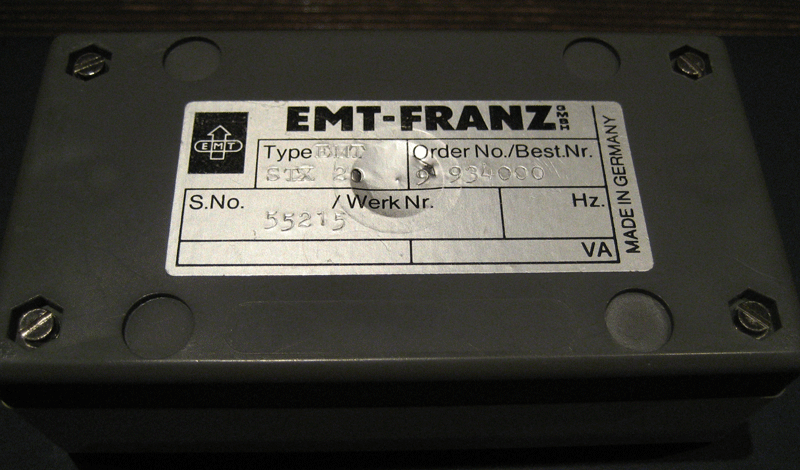 EMT-FRANZ GMBH
EMT
Type EMT
STX 20
Order No./Best.Nr.
9 934080
S.No. / Werk Nr.
55215
Hz.
VA
MADE IN GERMANY